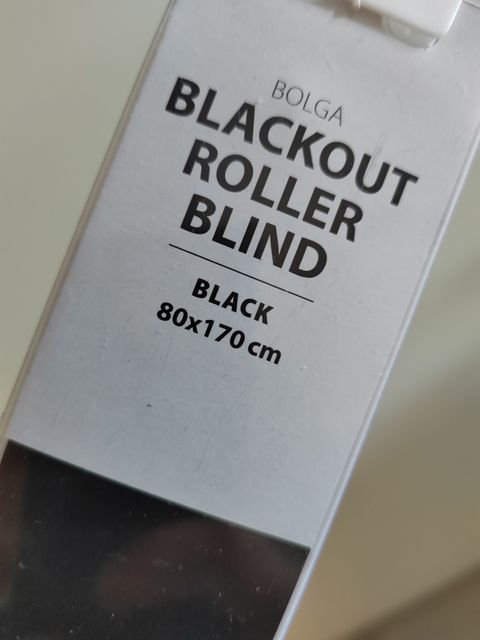 BOLGA
BLACKOUT
ROLLER
BLIND
BLACK
80x170 cm